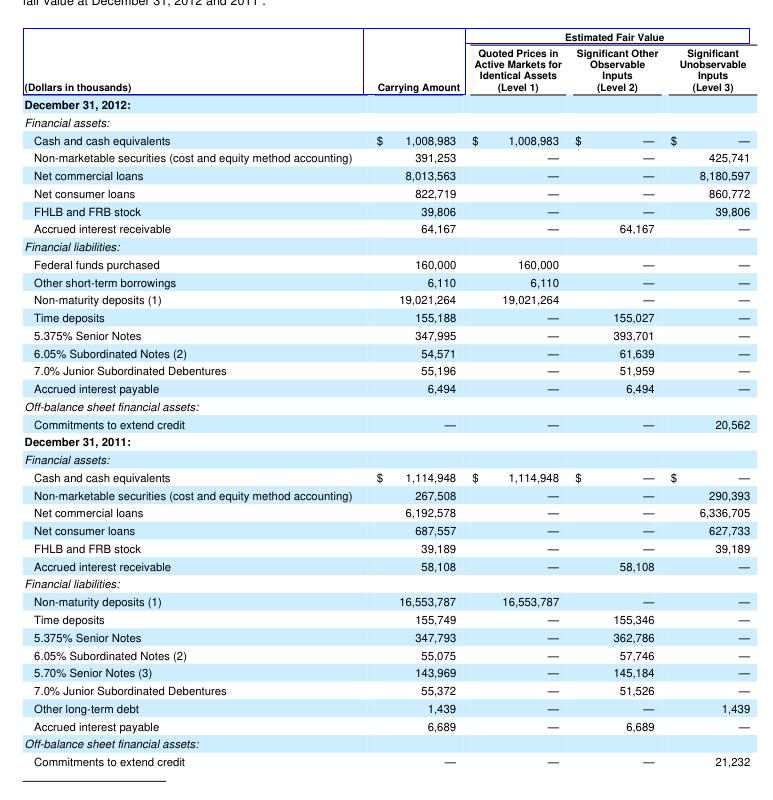 fair value at December 31, 2012 and 2011 .
Estimated Fair Value
(Dollars in thousands) Carrying Amount Quoted Prices in Active Markets for Identical Assets (Level 1) Significant Other Observable Inputs (Level 2) Significant Unobservable Inputs (Level 3)
December 31, 2012:
Financial assets:
Cash and cash equivalents $ 1,008,983 $ 1,008,983 $ — $ —
Non-marketable securities (cost and equity method accounting) 391,253 — — 425,741
Net commercial loans 8,013,563 — — 8,180,597
Net consumer loans 822,719 — — 860,772
FHLB and FRB stock 39,806 — — 39,806
Accrued interest receivable 64,167 — 64,167 —
Financial liabilities:
Federal funds purchased 160,000 160,000 — —
Other short-term borrowings 6,110 6,110 — —
Non-maturity deposits (1) 19,021,264 19,021,264 — —
Time deposits 155,188 — 155,027 —
5.375% Senior Notes 347,995 — 393,701 —
6.05% Subordinated Notes (2) 54,571 — 61,639 —
7.0% Junior Subordinated Debentures 55,196 — 51,959 —
Accrued interest payable 6,494 — 6,494 —
Off-balance sheet financial assets:
Commitments to extend credit — — — 20,562
December 31, 2011:
Financial assets:
Cash and cash equivalents $ 1,114,948 $ 1,114,948 $ — $ —
Non-marketable securities (cost and equity method accounting) 267,508 — — 290,393
Net commercial loans 6,192,578 — — 6,336,705
Net consumer loans 687,557 — — 627,733
FHLB and FRB stock 39,189 — — 39,189
Accrued interest receivable 58,108 — 58,108 —
Financial liabilities:
Non-maturity deposits (1) 16,553,787 16,553,787 — —
Time deposits 155,749 — 155,346 —
5.375% Senior Notes 347,793 — 362,786 —
6.05% Subordinated Notes (2) 55,075 — 57,746 —
5.70% Senior Notes (3) 143,969 — 145,184 —
7.0% Junior Subordinated Debentures 55,372 — 51,526 —
Other long-term debt 1,439 — — 1,439
Accrued interest payable 6,689 — 6,689 —
Off-balance sheet financial assets:
Commitments to extend credit — — — 21,232